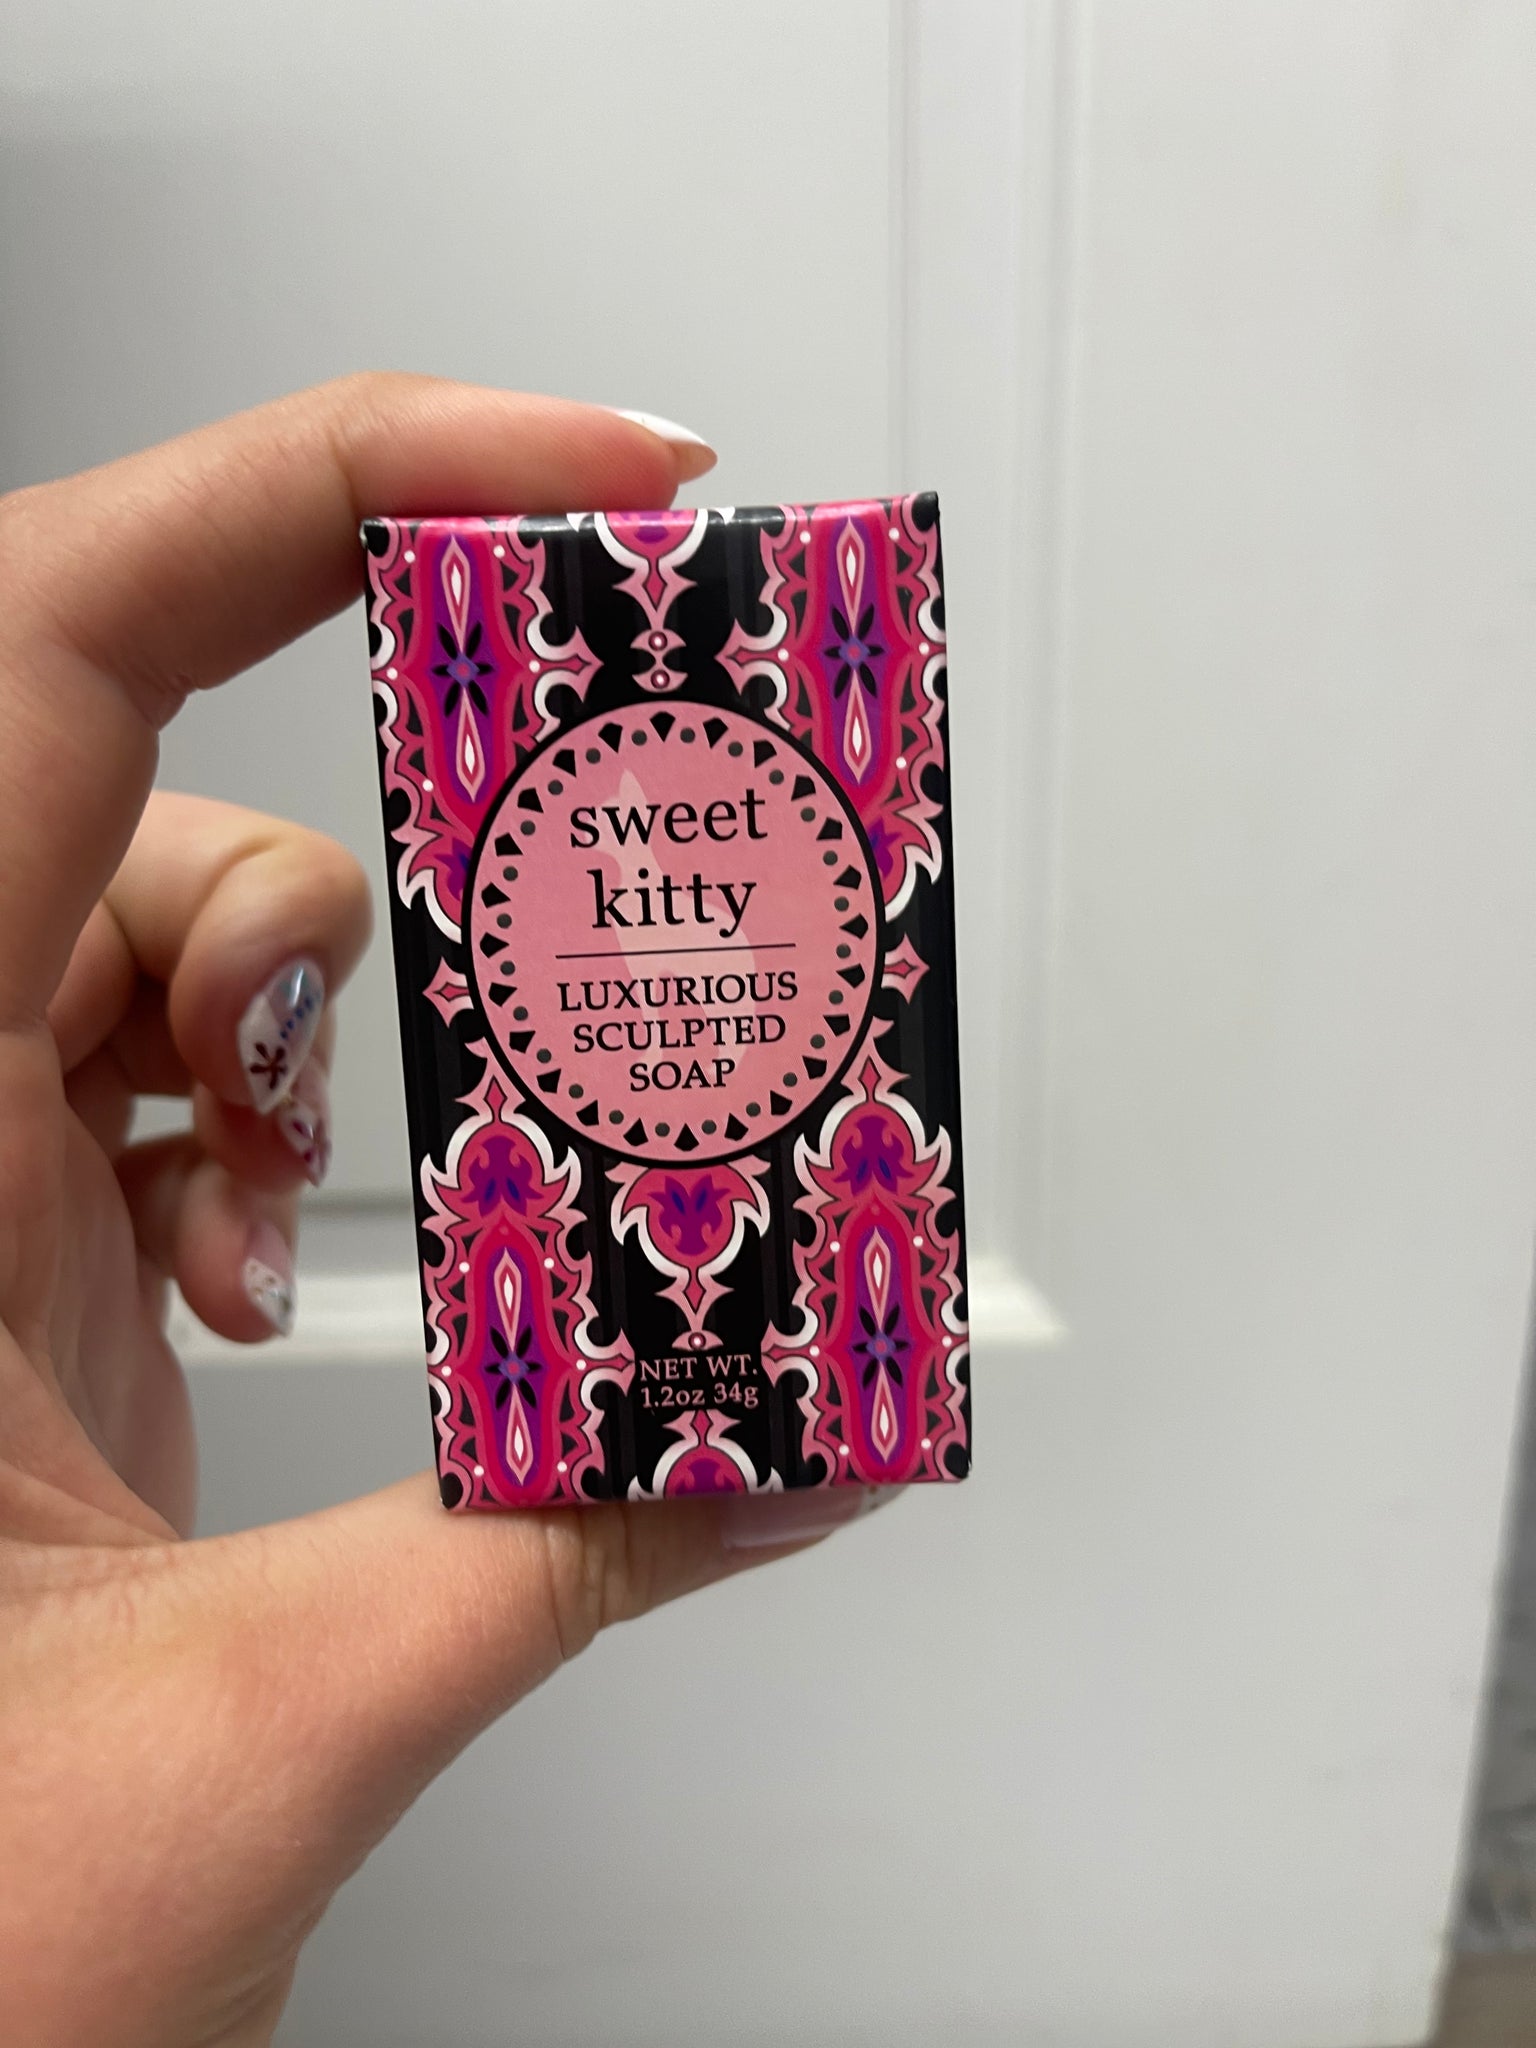 sweet
kitty
LUXURIOUS
SCULPTED
SOAP
NET WT.
1.2oz 34g